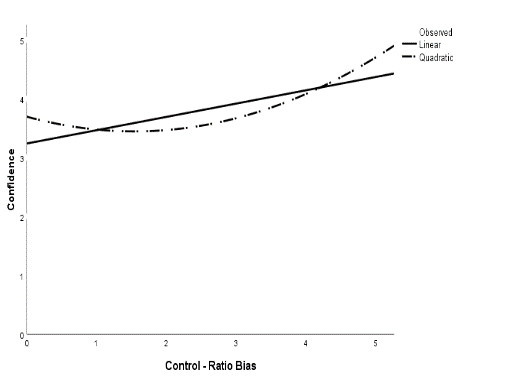 Observed
Linear
Quadratic
5
4
3
2
1
0
Confidence
0 1 2 3 4 5
Control - Ratio Bias